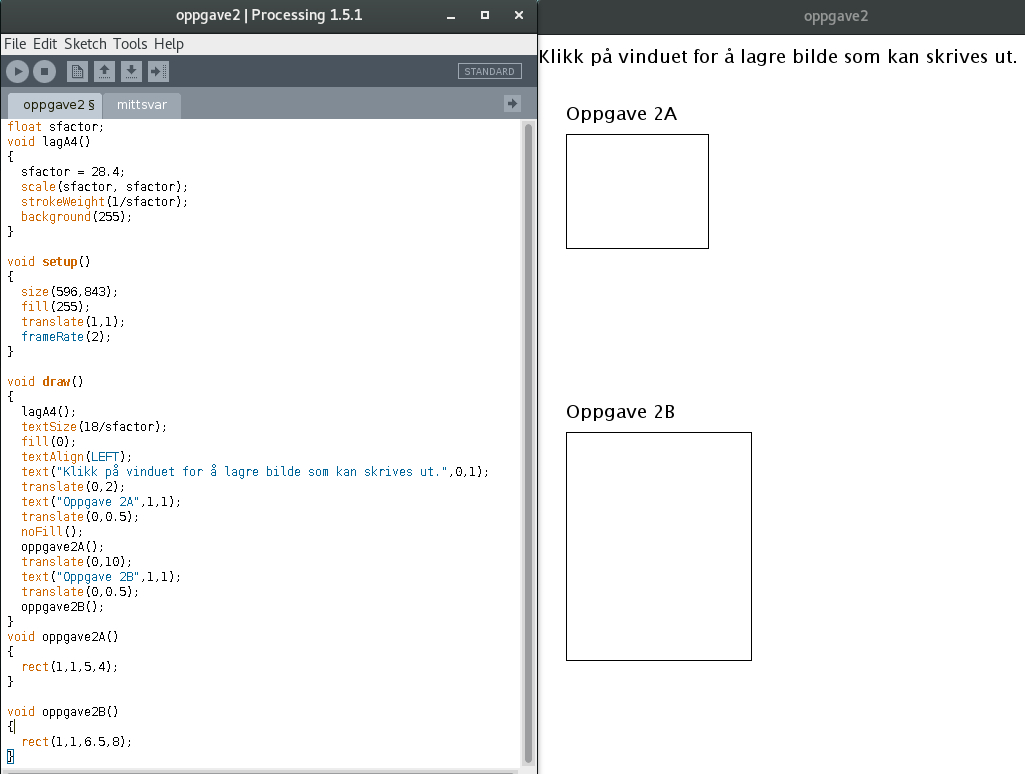 oppgave2 | Processing 1.5.1
File Edit Sketch Tools Help
STANDARD
oppgave2 §
mittsvar
float sfactor;
void lagA4()
{
  sfactor = 28.4;
  scale(sfactor, sfactor);
  strokeWeight(1/sfactor);
  background(255);
}

void setup()
{
  size(596,843);
  fill(255);
  translate(1,1);
  frameRate(2);
}

void draw()
{
  lagA4();
  textSize(18/sfactor);
  fill(0);
  textAlign(LEFT);
  text("Klikk på vinduet for å lagre bilde som kan skrives ut.",0,1);
  translate(0,2);
  text("Oppgave 2A",1,1);
  translate(0,0.5);
  noFill();
  oppgave2A();
  translate(0,10);
  text("Oppgave 2B",1,1);
  translate(0,0.5);
  oppgave2B();
}
void oppgave2A()
{
  rect(1,1,5,4);
}

void oppgave2B()
{
  rect(1,1,6.5,8);
}
oppgave2
Klikk på vinduet for å lagre bilde som kan skrives ut.
Oppgave 2A
Oppgave 2B